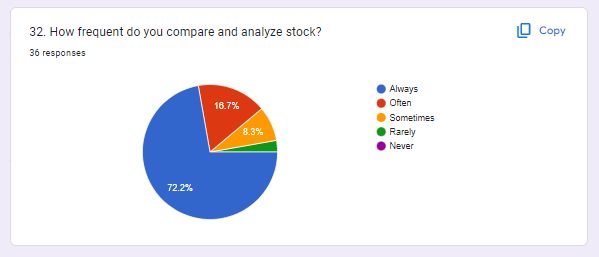 32. How frequent do you compare and analyze stock?
Copy
36 responses
Always
Often
Sometimes
Rarely
Never
16.7%
8.3%
72.2%